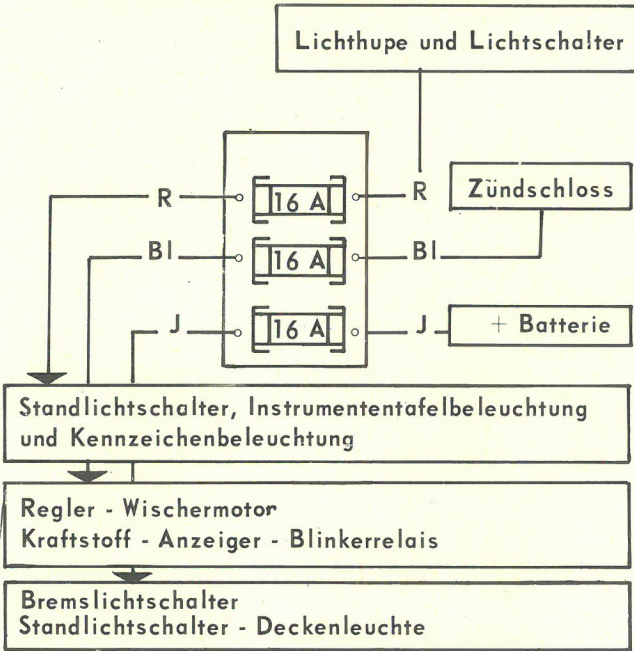 Lichthupe und Lichtschalter
R 16 A R
Zündschloss
Bl 16 A Bl
J 16 A J
+ Batterie
Standlichtschalter, Instrumententafelbeleuchtung
und Kennzeichenbeleuchtung
Regler - Wischermotor
Kraftstoff - Anzeiger - Blinkerrelais
Bremslichtschalter
Standlichtschalter - Deckenleuchte